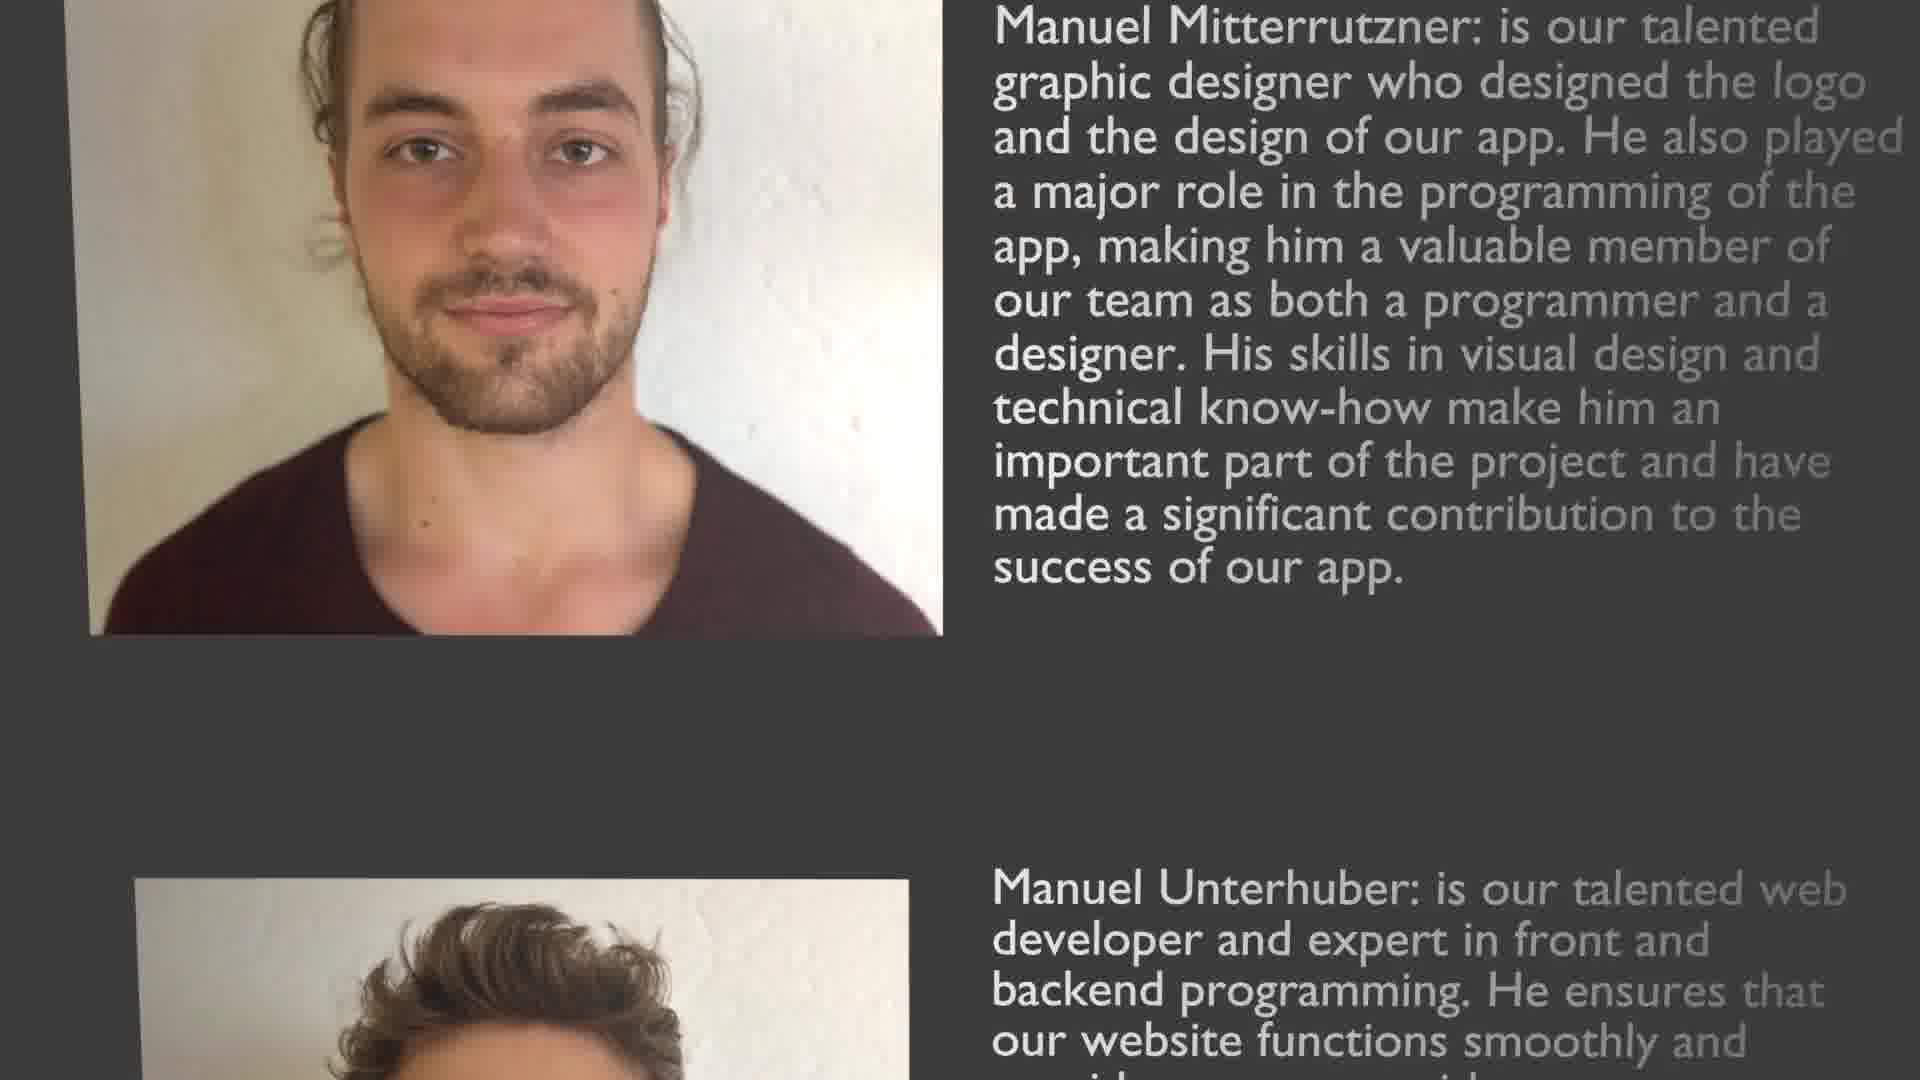 Manuel Mitterrutzner: is our talented
graphic designer who designed the logo
and the design of our app. He also played
a major role in the programming of the
app, making him a valuable member of
our team as both a programmer and a
designer. His skills in visual design and
technical know-how make him an
important part of the project and have
made a significant contribution to the
success of our app.
Manuel Unterhuber: is our talented web
developer and expert in front and
backend programming. He ensures that
our website functions smoothly and